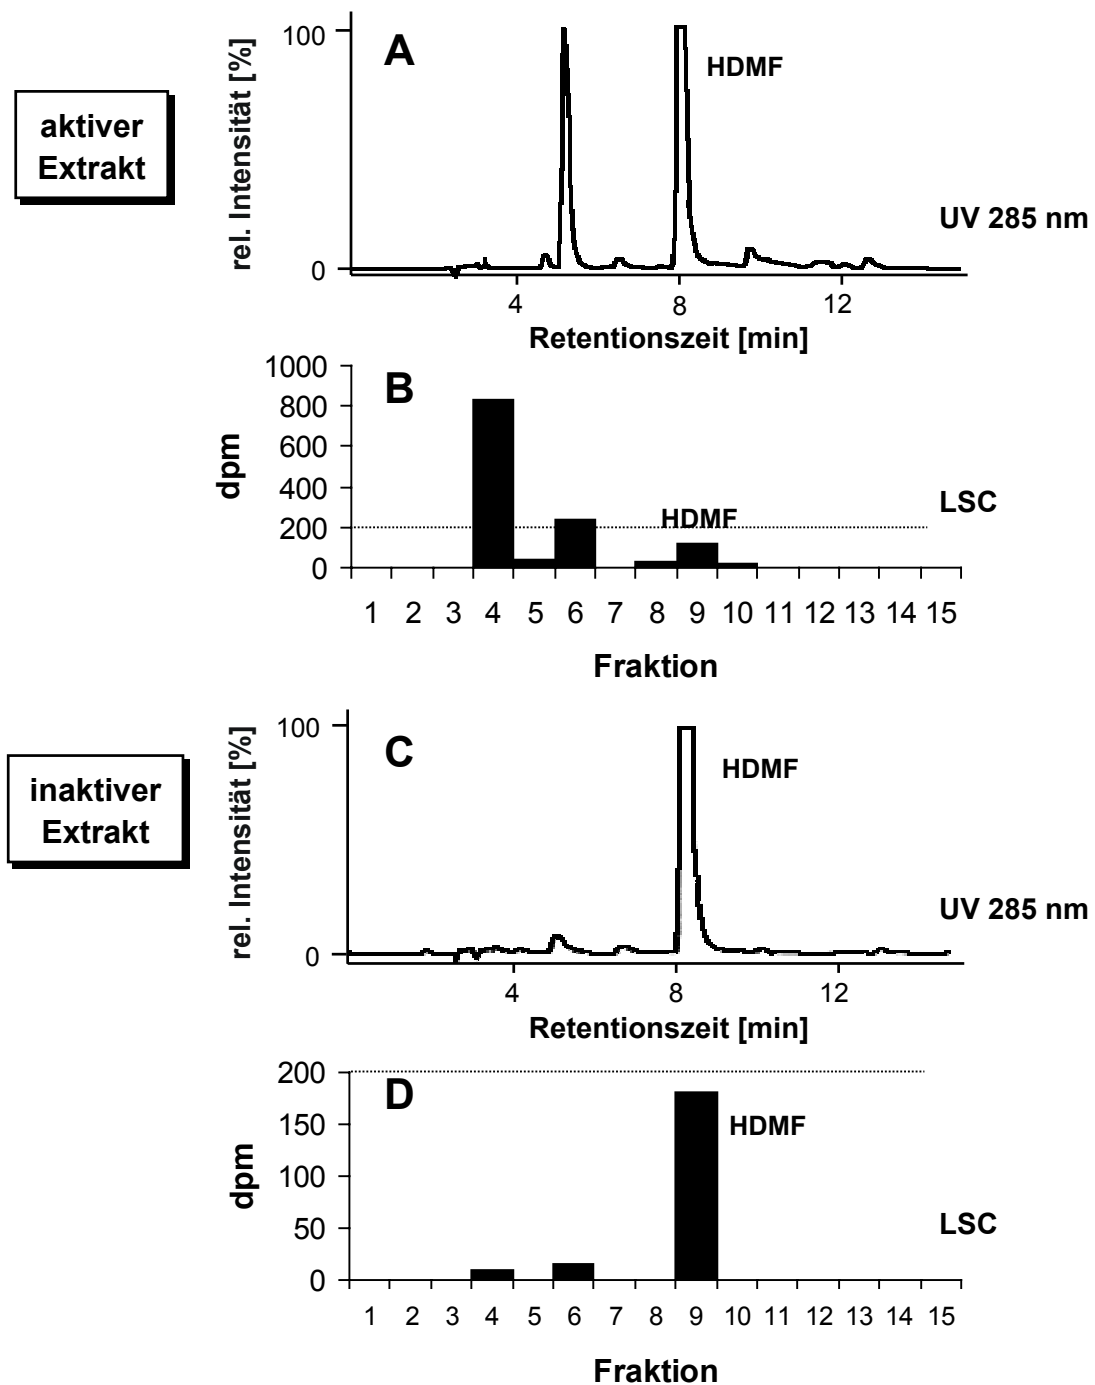 aktiver
Extrakt
A
rel. Intensität [%]
100
0
HDMF
UV 285 nm
4 8 12
Retentionszeit [min]
B
dpm
1000
800
600
400
200
0
HDMF
LSC
1 2 3 4 5 6 7 8 9 10 11 12 13 14 15
Fraktion
inaktiver
Extrakt
C
rel. Intensität [%]
100
0
HDMF
UV 285 nm
4 8 12
Retentionszeit [min]
D
dpm
200
150
100
50
0
HDMF
LSC
1 2 3 4 5 6 7 8 9 10 11 12 13 14 15
Fraktion